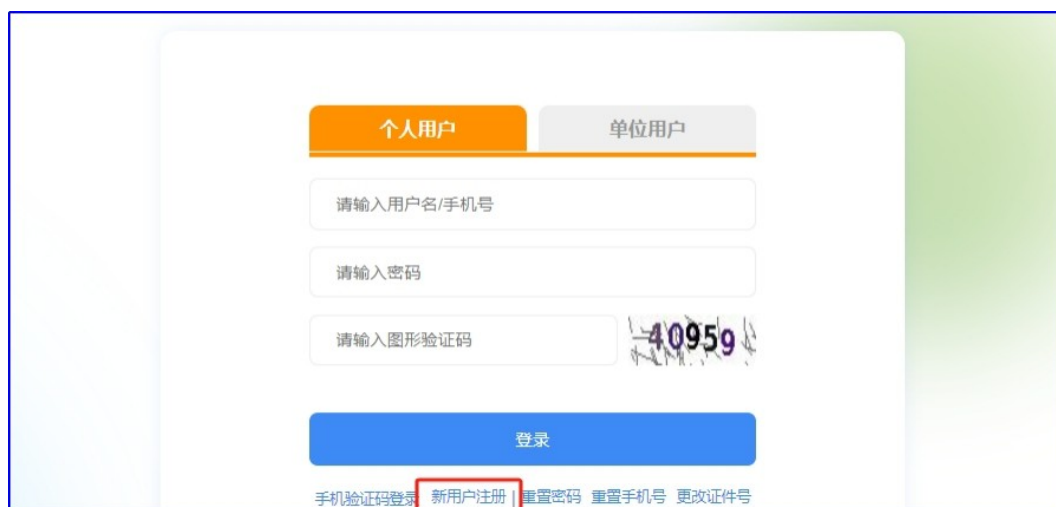 个人用户 单位用户
请输入用户名/手机号
请输入密码
请输入图形验证码 40959
登录
手机验证码登录 新用户注册 | 重置密码 重置手机号 更改证件号